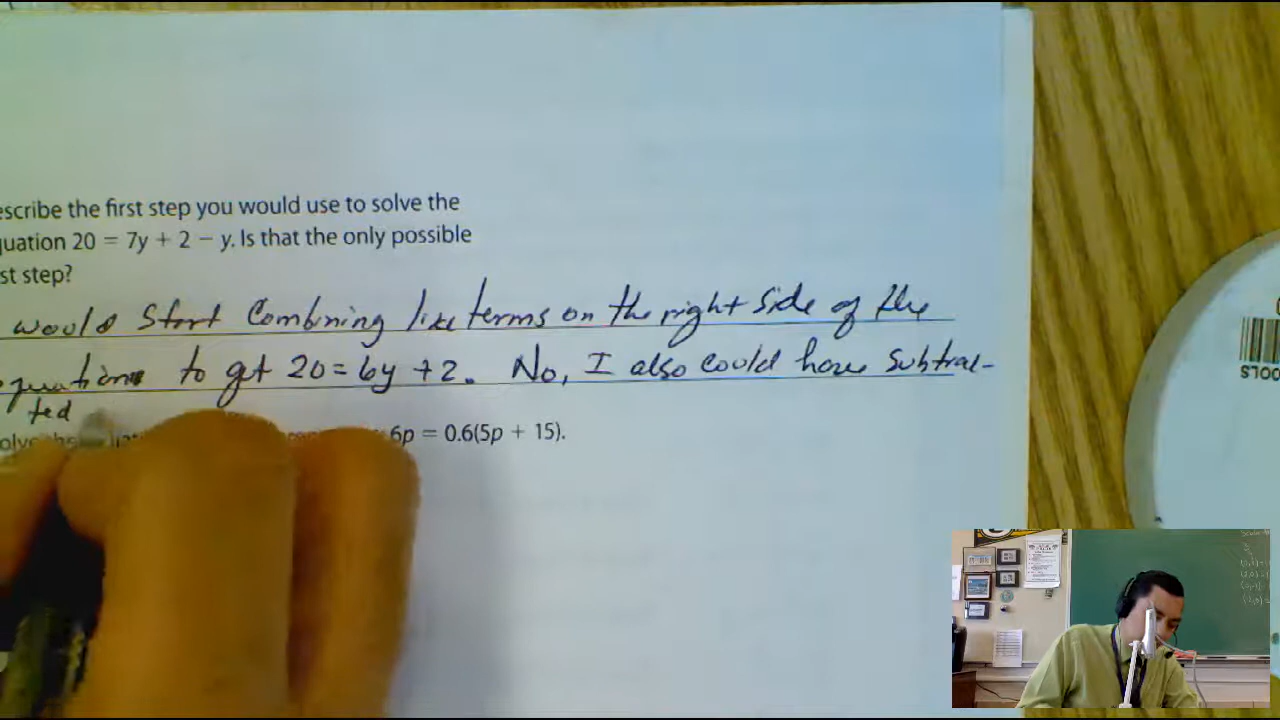 escribe the first step you would use to solve the
quation 20 = 7y + 2 − y. Is that the only possible
st step?
would start combining like terms on the right side of the
equation to get 20 = 6y + 2. No, I also could have subtrac-
ted
6p = 0.6(5p + 15).
OOLS